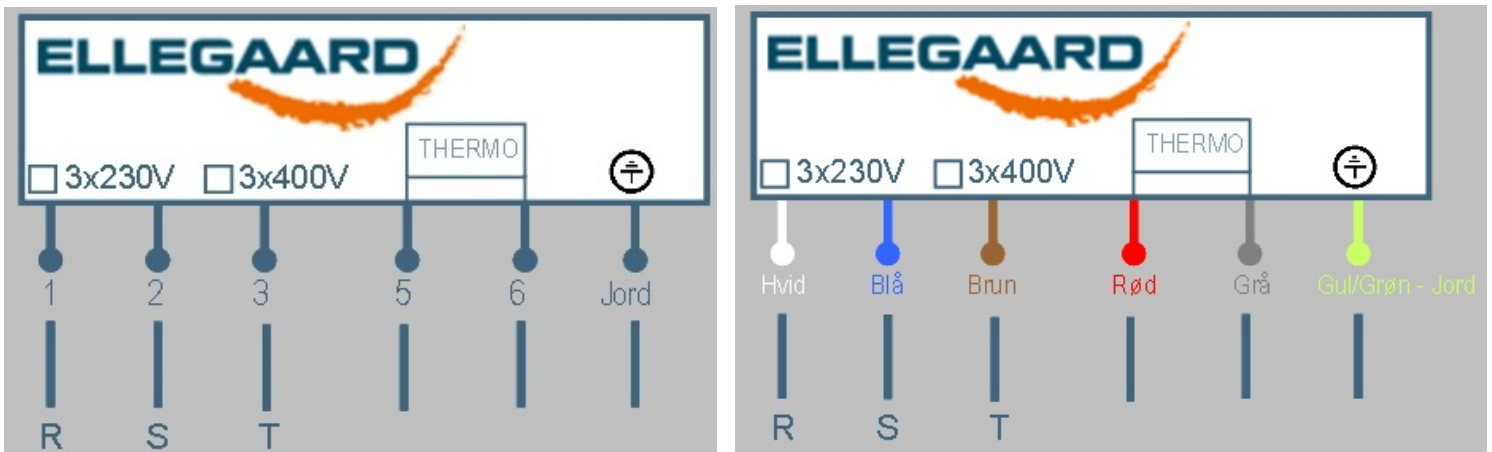 ELLEGAARD
THERMO
3x230V 3x400V
1 2 3 5 6 Jord
R S T
ELLEGAARD
THERMO
3x230V 3x400V
Hvid Blå Brun Rød Grå Gul/Grøn - Jord
R S T